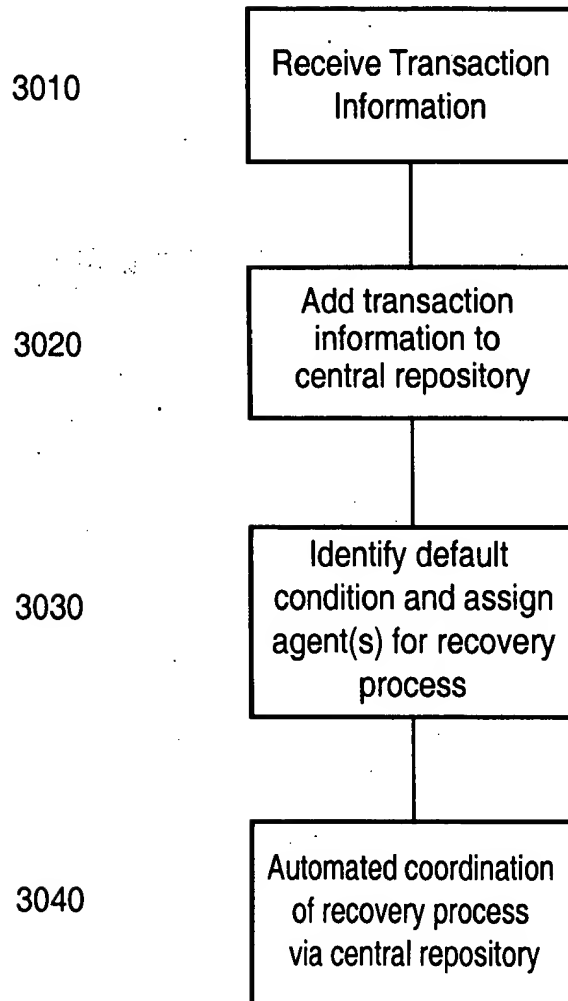 3010
Receive Transaction
Information
3020
Add transaction
information to
central repository
3030
Identify default
condition and assign
agent(s) for recovery
process
3040
Automated coordination
of recovery process
via central repository